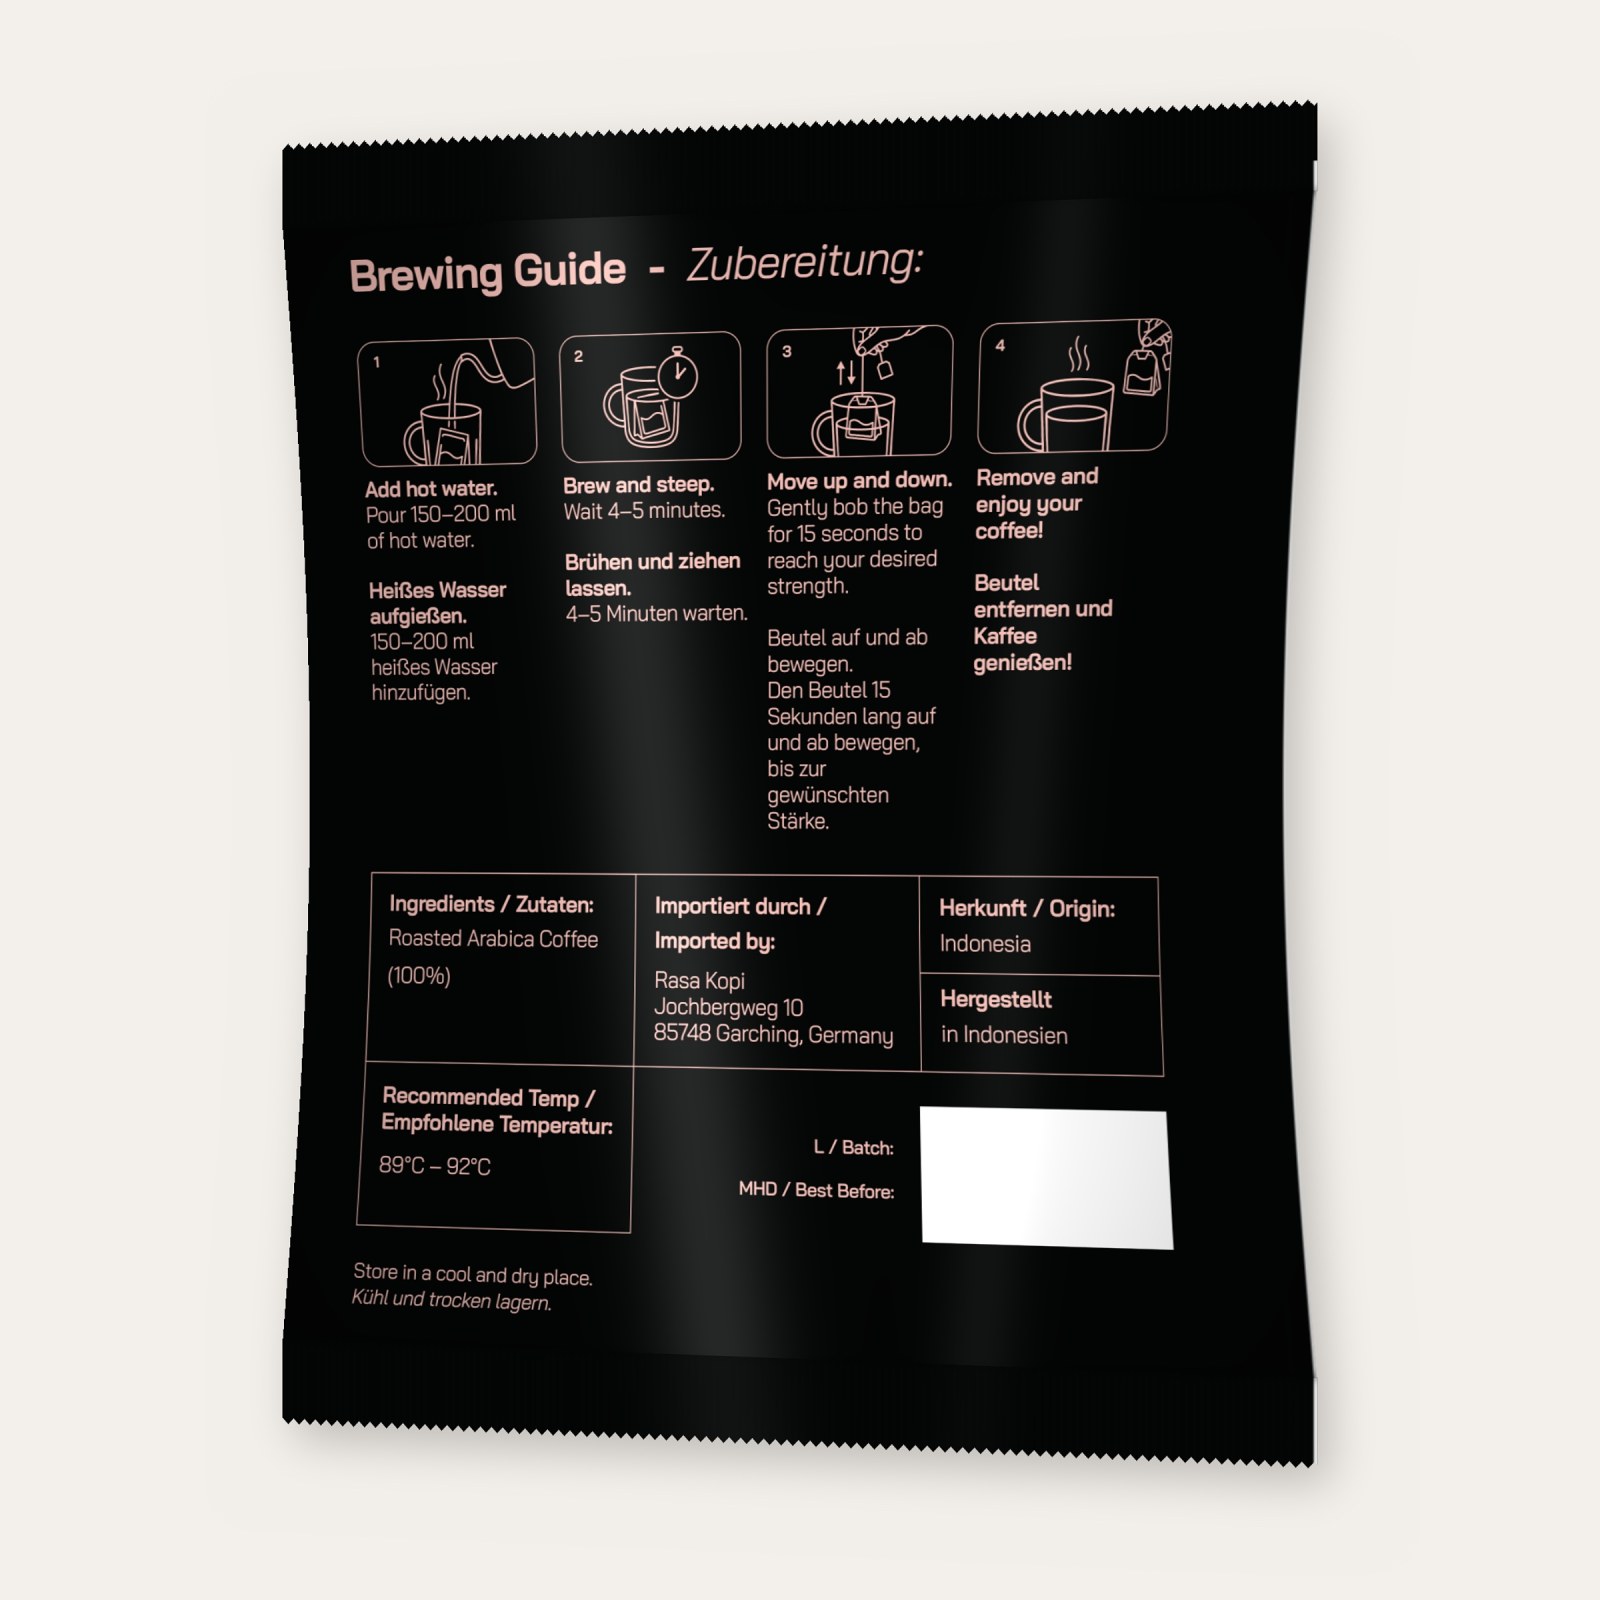 Brewing Guide - Zubereitung:
1
Add hot water.
Pour 150–200 ml
of hot water.
Heißes Wasser
aufgießen.
150–200 ml
heißes Wasser
hinzufügen.
2
Brew and steep.
Wait 4–5 minutes.
Brühen und ziehen
lassen.
4–5 Minuten warten.
3
Move up and down.
Gently bob the bag
for 15 seconds to
reach your desired
strength.
Beutel auf und ab
bewegen.
Den Beutel 15
Sekunden lang auf
und ab bewegen,
bis zur
gewünschten
Stärke.
4
Remove and
enjoy your
coffee!
Beutel
entfernen und
Kaffee
genießen!
Ingredients / Zutaten:
Roasted Arabica Coffee
(100%)
Importiert durch /
Imported by:
Rasa Kopi
Jochbergweg 10
85748 Garching, Germany
Herkunft / Origin:
Indonesia
Hergestellt
in Indonesien
Recommended Temp /
Empfohlene Temperatur:
89°C – 92°C
L / Batch:
MHD / Best Before:
Store in a cool and dry place.
Kühl und trocken lagern.